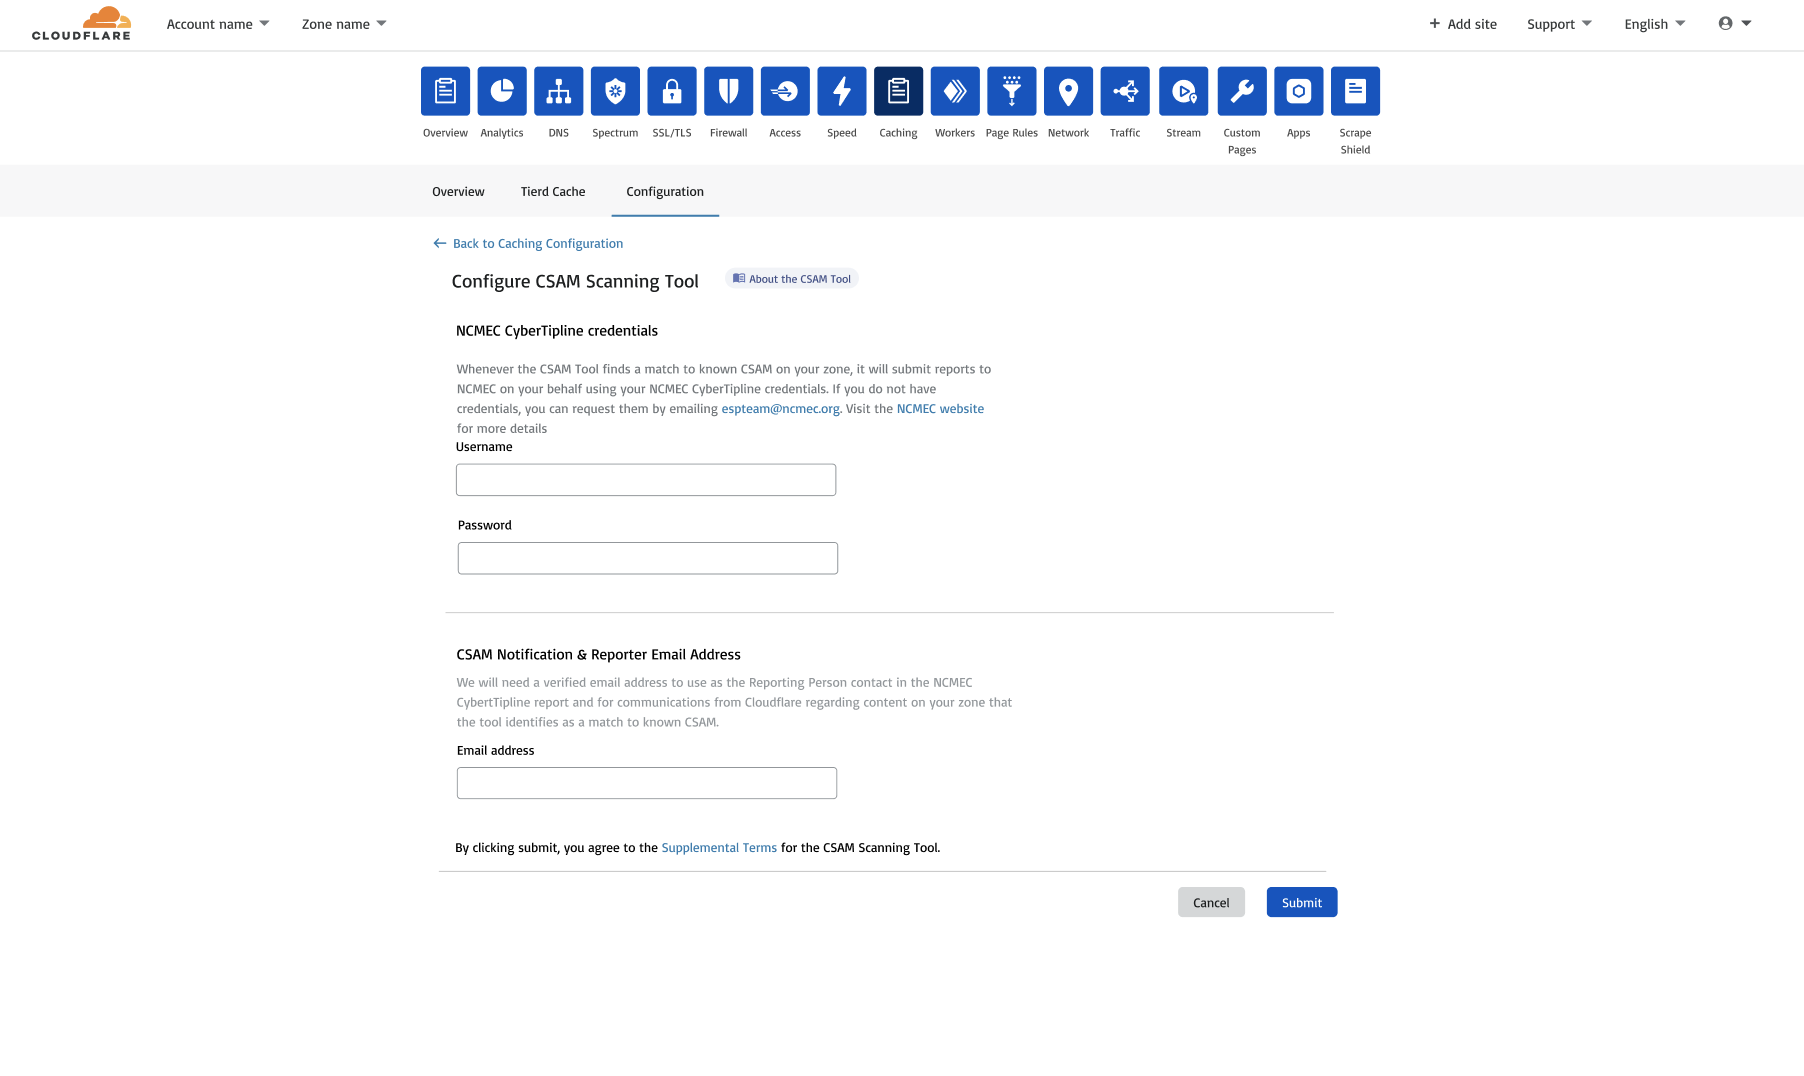 CLOUDFLARE
Account name
Zone name
+ Add site
Support
English
Overview
Analytics
DNS
Spectrum
SSL/TLS
Firewall
Access
Speed
Caching
Workers
Page Rules
Network
Traffic
Stream
Custom
Pages
Apps
Scrape
Shield
Overview
Tierd Cache
Configuration
Back to Caching Configuration
Configure CSAM Scanning Tool
About the CSAM Tool
NCMEC CyberTipline credentials
Whenever the CSAM Tool finds a match to known CSAM on your zone, it will submit reports to
NCMEC on your behalf using your NCMEC CyberTipline credentials. If you do not have
credentials, you can request them by emailing espteam@ncmec.org. Visit the NCMEC website
for more details
Username
Password
CSAM Notification & Reporter Email Address
We will need a verified email address to use as the Reporting Person contact in the NCMEC
CybertTipline report and for communications from Cloudflare regarding content on your zone that
the tool identifies as a match to known CSAM.
Email address
By clicking submit, you agree to the Supplemental Terms for the CSAM Scanning Tool.
Cancel
Submit